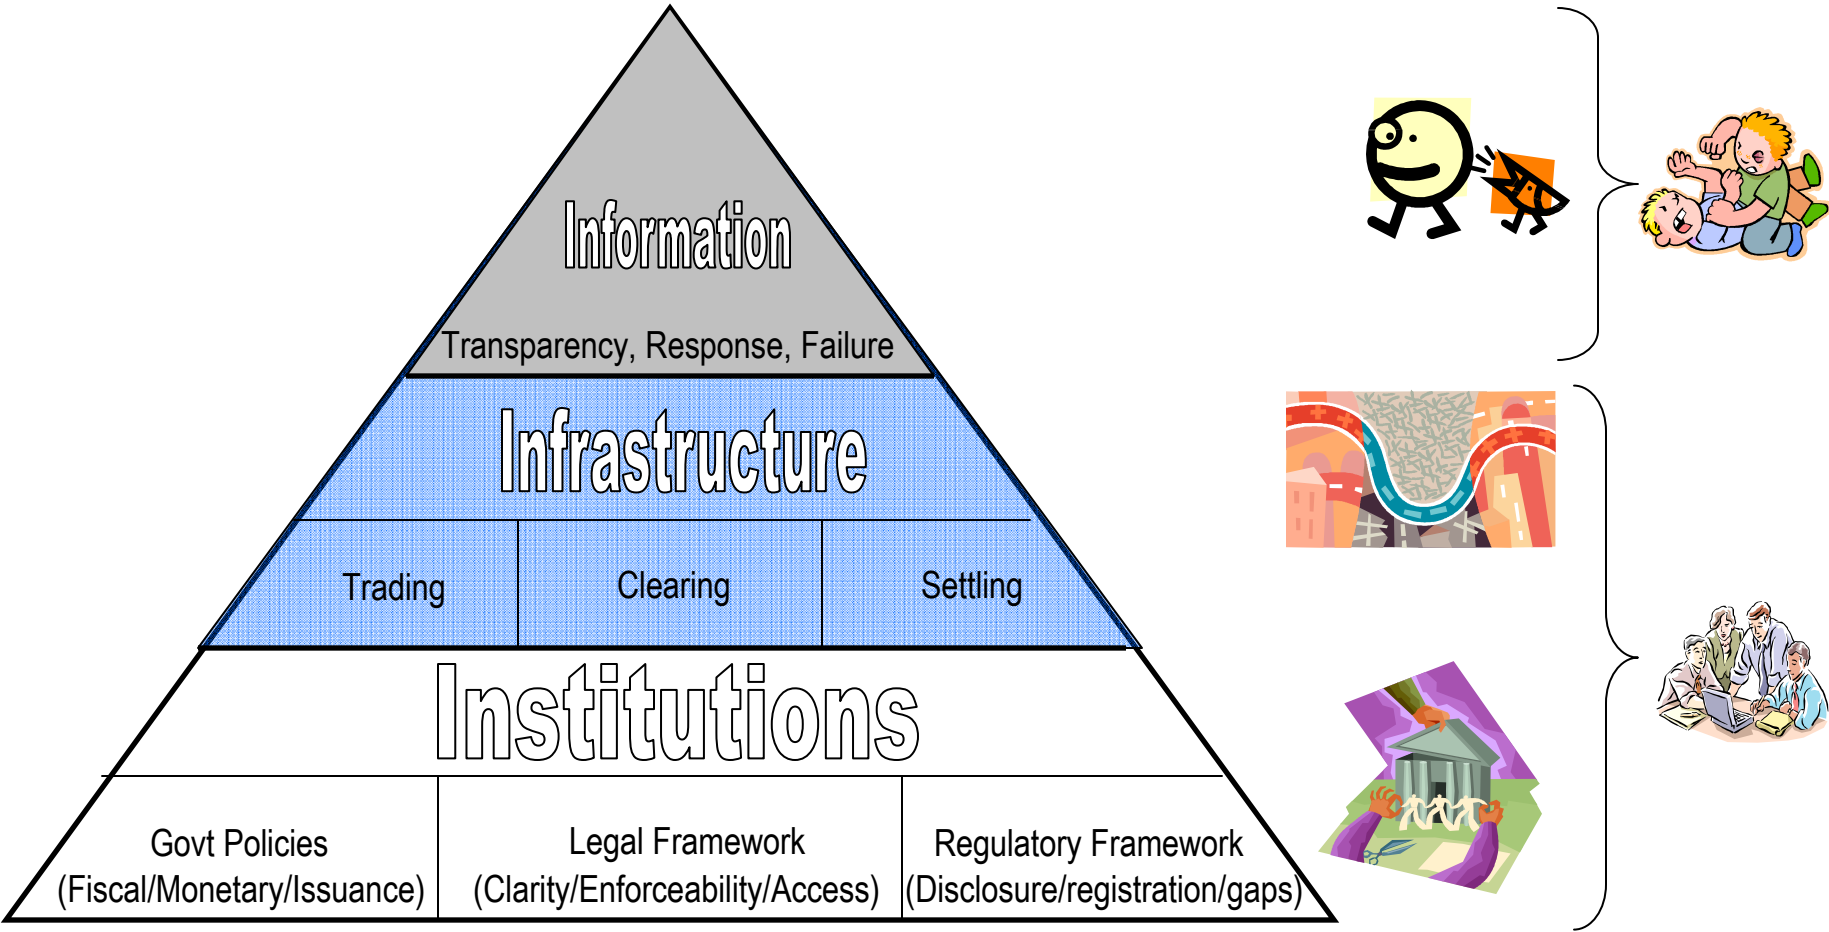 Information
Transparency, Response, Failure
Infrastructure
Trading
Clearing
Settling
Institutions
Govt Policies
(Fiscal/Monetary/Issuance)
Legal Framework
(Clarity/Enforceability/Access)
Regulatory Framework
(Disclosure/registration/gaps)